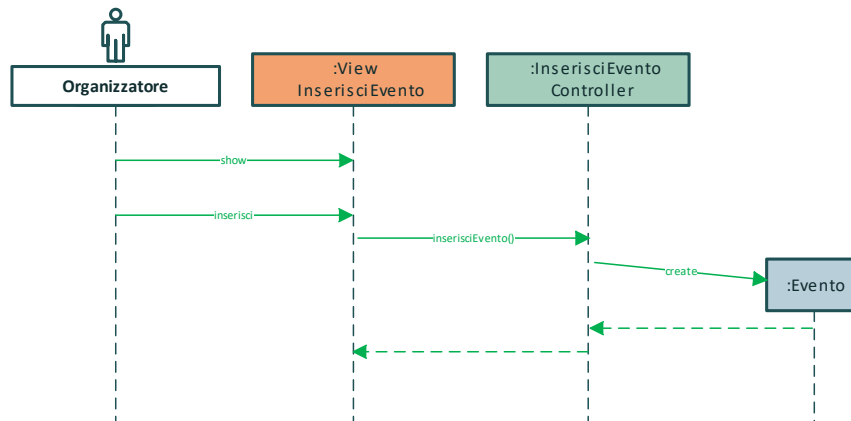 Organizzatore
:View
InserisciEvento
:InserisciEvento
Controller
show
inserisci
inserisciEvento()
create
:Evento